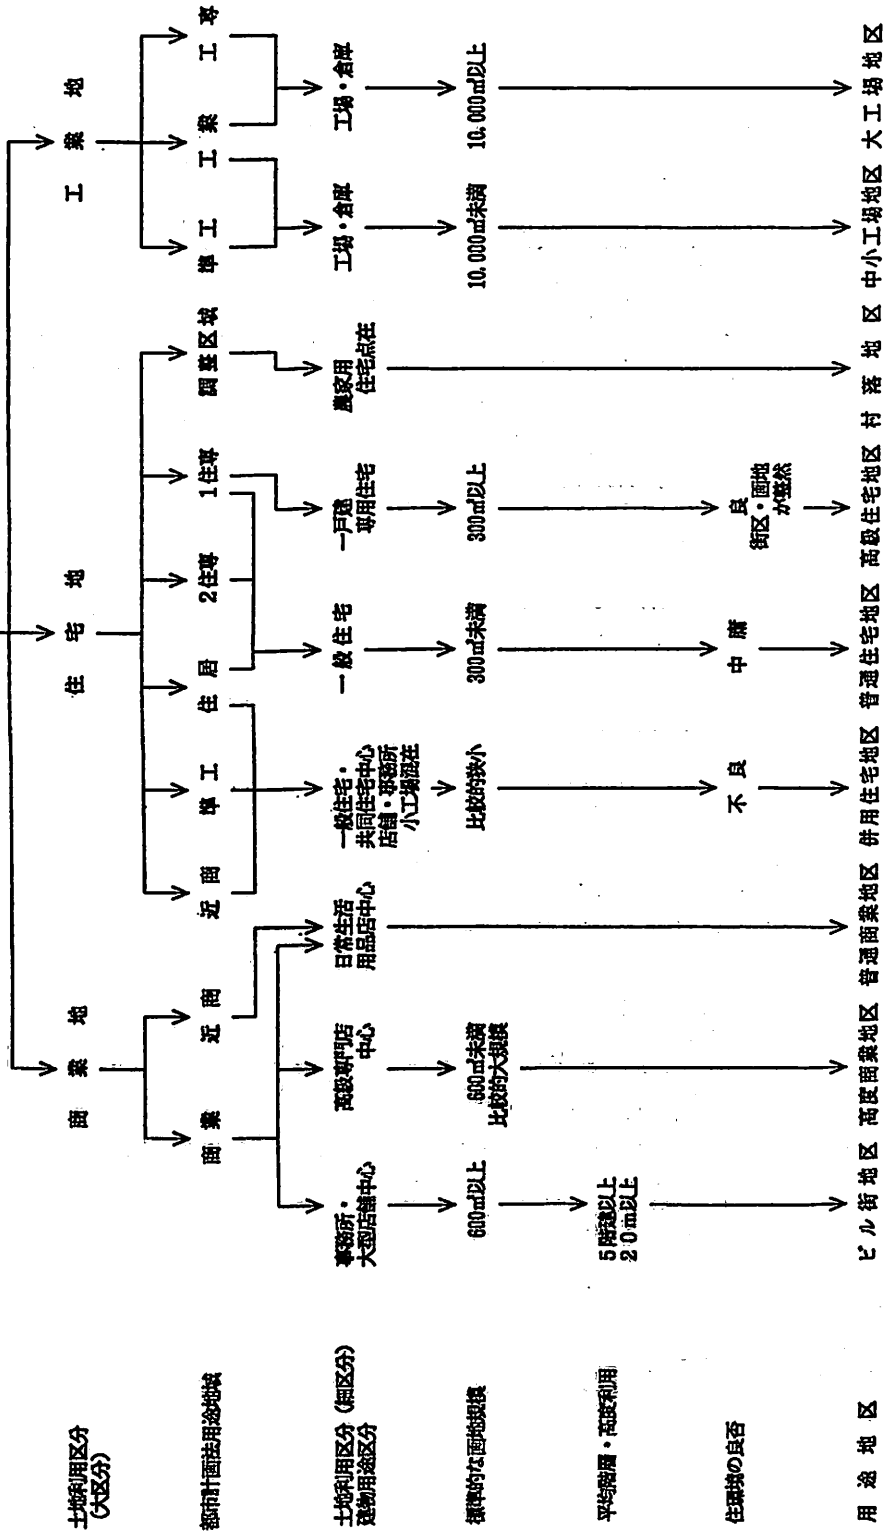 土地利用区分
(大区分)
商業地
住宅地
工業地
都市計画法用途地域
商業
近商
近商
準工
住居
2住専
1住専
調整区域
準工
工業
工専
土地利用区分(細区分)
建物用途区分
事務所・
大型店舗中心
高級専門店
中心
日常生活
用品店中心
一般住宅・
共同住宅中心
店舗・事務所
小工場混在
一般住宅
一戸建
専用住宅
農家用
住宅点在
工場・倉庫
工場・倉庫
標準的な画地規模
600㎡以上
600㎡未満
比較的大規模
比較的狭小
300㎡未満
300㎡以上
10,000㎡未満
10,000㎡以上
平均階層・高度利用
5階建以上
20m以上
住環境の良否
不良
中庸
良
街区・画地
が整然
用途地区
ビル街地区
高度商業地区
普通商業地区
併用住宅地区
普通住宅地区
高級住宅地区
村落地区
中小工場地区
大工場地区